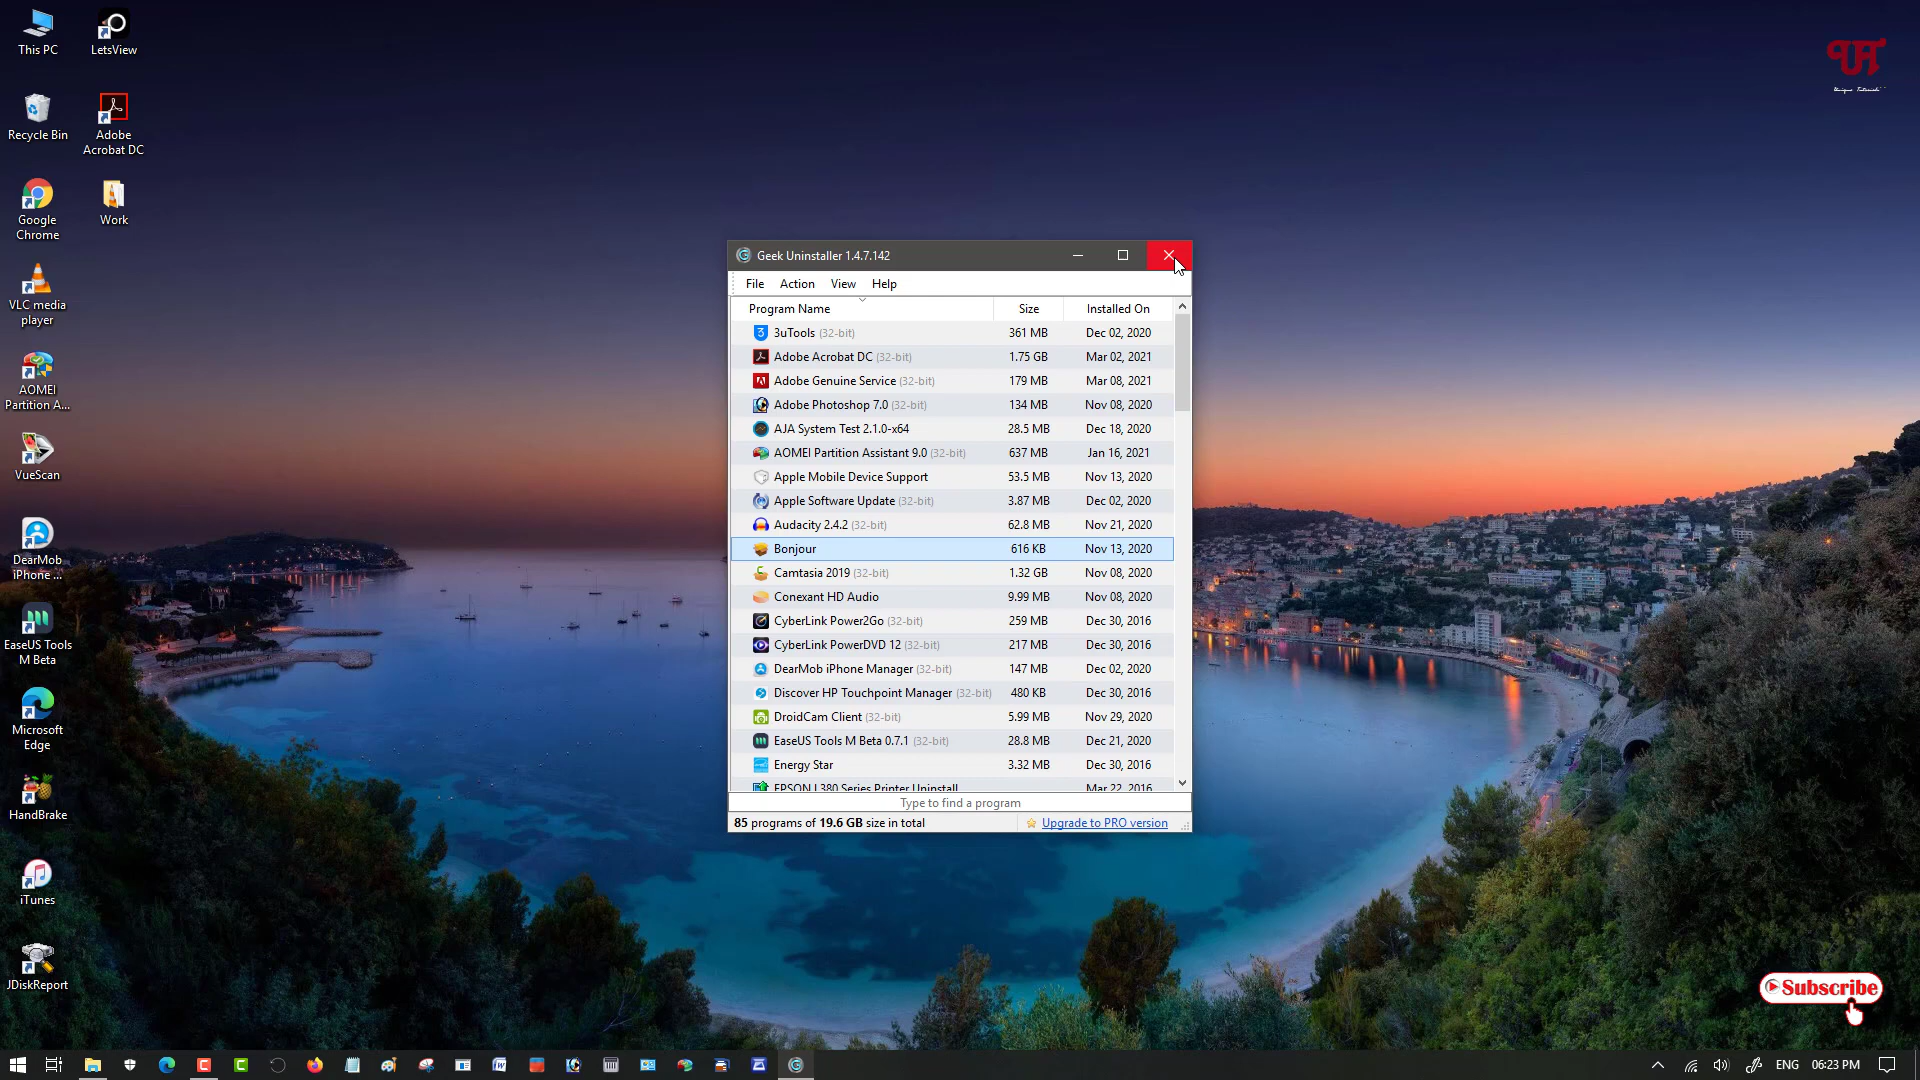 This PC
LetsView
Recycle Bin
Adobe
Acrobat DC
Google
Chrome
Work
VLC media
player
AOMEI
Partition A...
VueScan
DearMob
iPhone ...
EaseUS Tools
M Beta
Microsoft
Edge
HandBrake
iTunes
JDiskReport
UT
Unique Tutorials
Geek Uninstaller 1.4.7.142
File Action View Help
Program Name Size Installed On
3uTools (32-bit) 361 MB Dec 02, 2020
Adobe Acrobat DC (32-bit) 1.75 GB Mar 02, 2021
Adobe Genuine Service (32-bit) 179 MB Mar 08, 2021
Adobe Photoshop 7.0 (32-bit) 134 MB Nov 08, 2020
AJA System Test 2.1.0-x64 28.5 MB Dec 18, 2020
AOMEI Partition Assistant 9.0 (32-bit) 637 MB Jan 16, 2021
Apple Mobile Device Support 53.5 MB Nov 13, 2020
Apple Software Update (32-bit) 3.87 MB Dec 02, 2020
Audacity 2.4.2 (32-bit) 62.8 MB Nov 21, 2020
Bonjour 616 KB Nov 13, 2020
Camtasia 2019 (32-bit) 1.32 GB Nov 08, 2020
Conexant HD Audio 9.99 MB Nov 08, 2020
CyberLink Power2Go (32-bit) 259 MB Dec 30, 2016
CyberLink PowerDVD 12 (32-bit) 217 MB Dec 30, 2016
DearMob iPhone Manager (32-bit) 147 MB Dec 02, 2020
Discover HP Touchpoint Manager (32-bit) 480 KB Dec 30, 2016
DroidCam Client (32-bit) 5.99 MB Nov 29, 2020
EaseUS Tools M Beta 0.7.1 (32-bit) 28.8 MB Dec 21, 2020
Energy Star 3.32 MB Dec 30, 2016
EPSON L380 Series Printer Uninstall Mar 22, 2016
Type to find a program
85 programs of 19.6 GB size in total
Upgrade to PRO version
Subscribe
ENG 06:23 PM